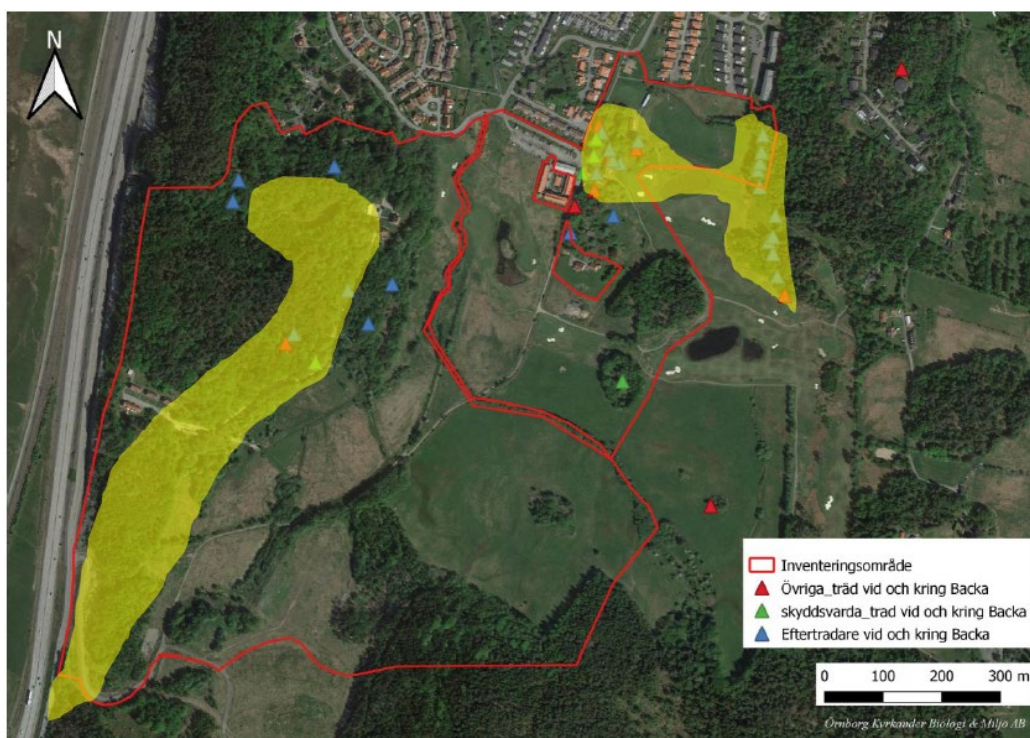 N
Inventeringsområde
Övriga_träd vid och kring Backa
skyddsvarda_trad vid och kring Backa
Eftertradare vid och kring Backa
0 100 200 300 m
Örnborg Kyrkander Biologi & Miljö AB